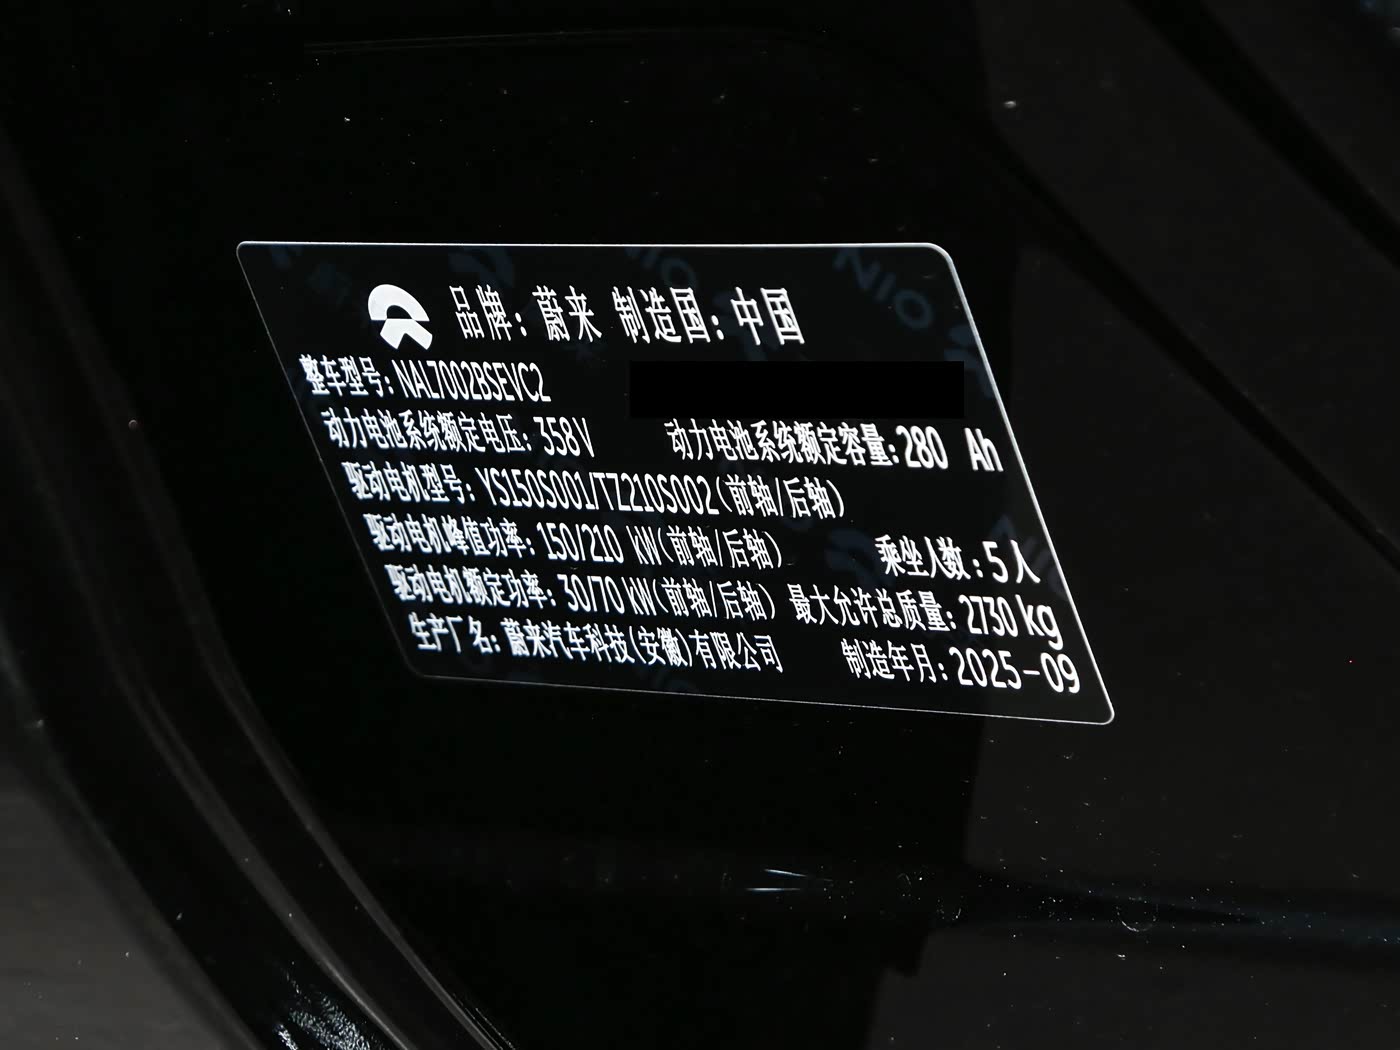 品牌：蔚来 制造国：中国
整车型号：NAL7002BSEVC2
动力电池系统额定电压：358V 动力电池系统额定容量：280 Ah
驱动电机型号：YS150S001/TZ210S002（前轴/后轴）
驱动电机峰值功率：150/210 kW（前轴/后轴） 乘坐人数：5人
驱动电机额定功率：30/70 kW（前轴/后轴） 最大允许总质量：2730 kg
生产厂名：蔚来汽车科技（安徽）有限公司 制造年月：2025-09
NIO